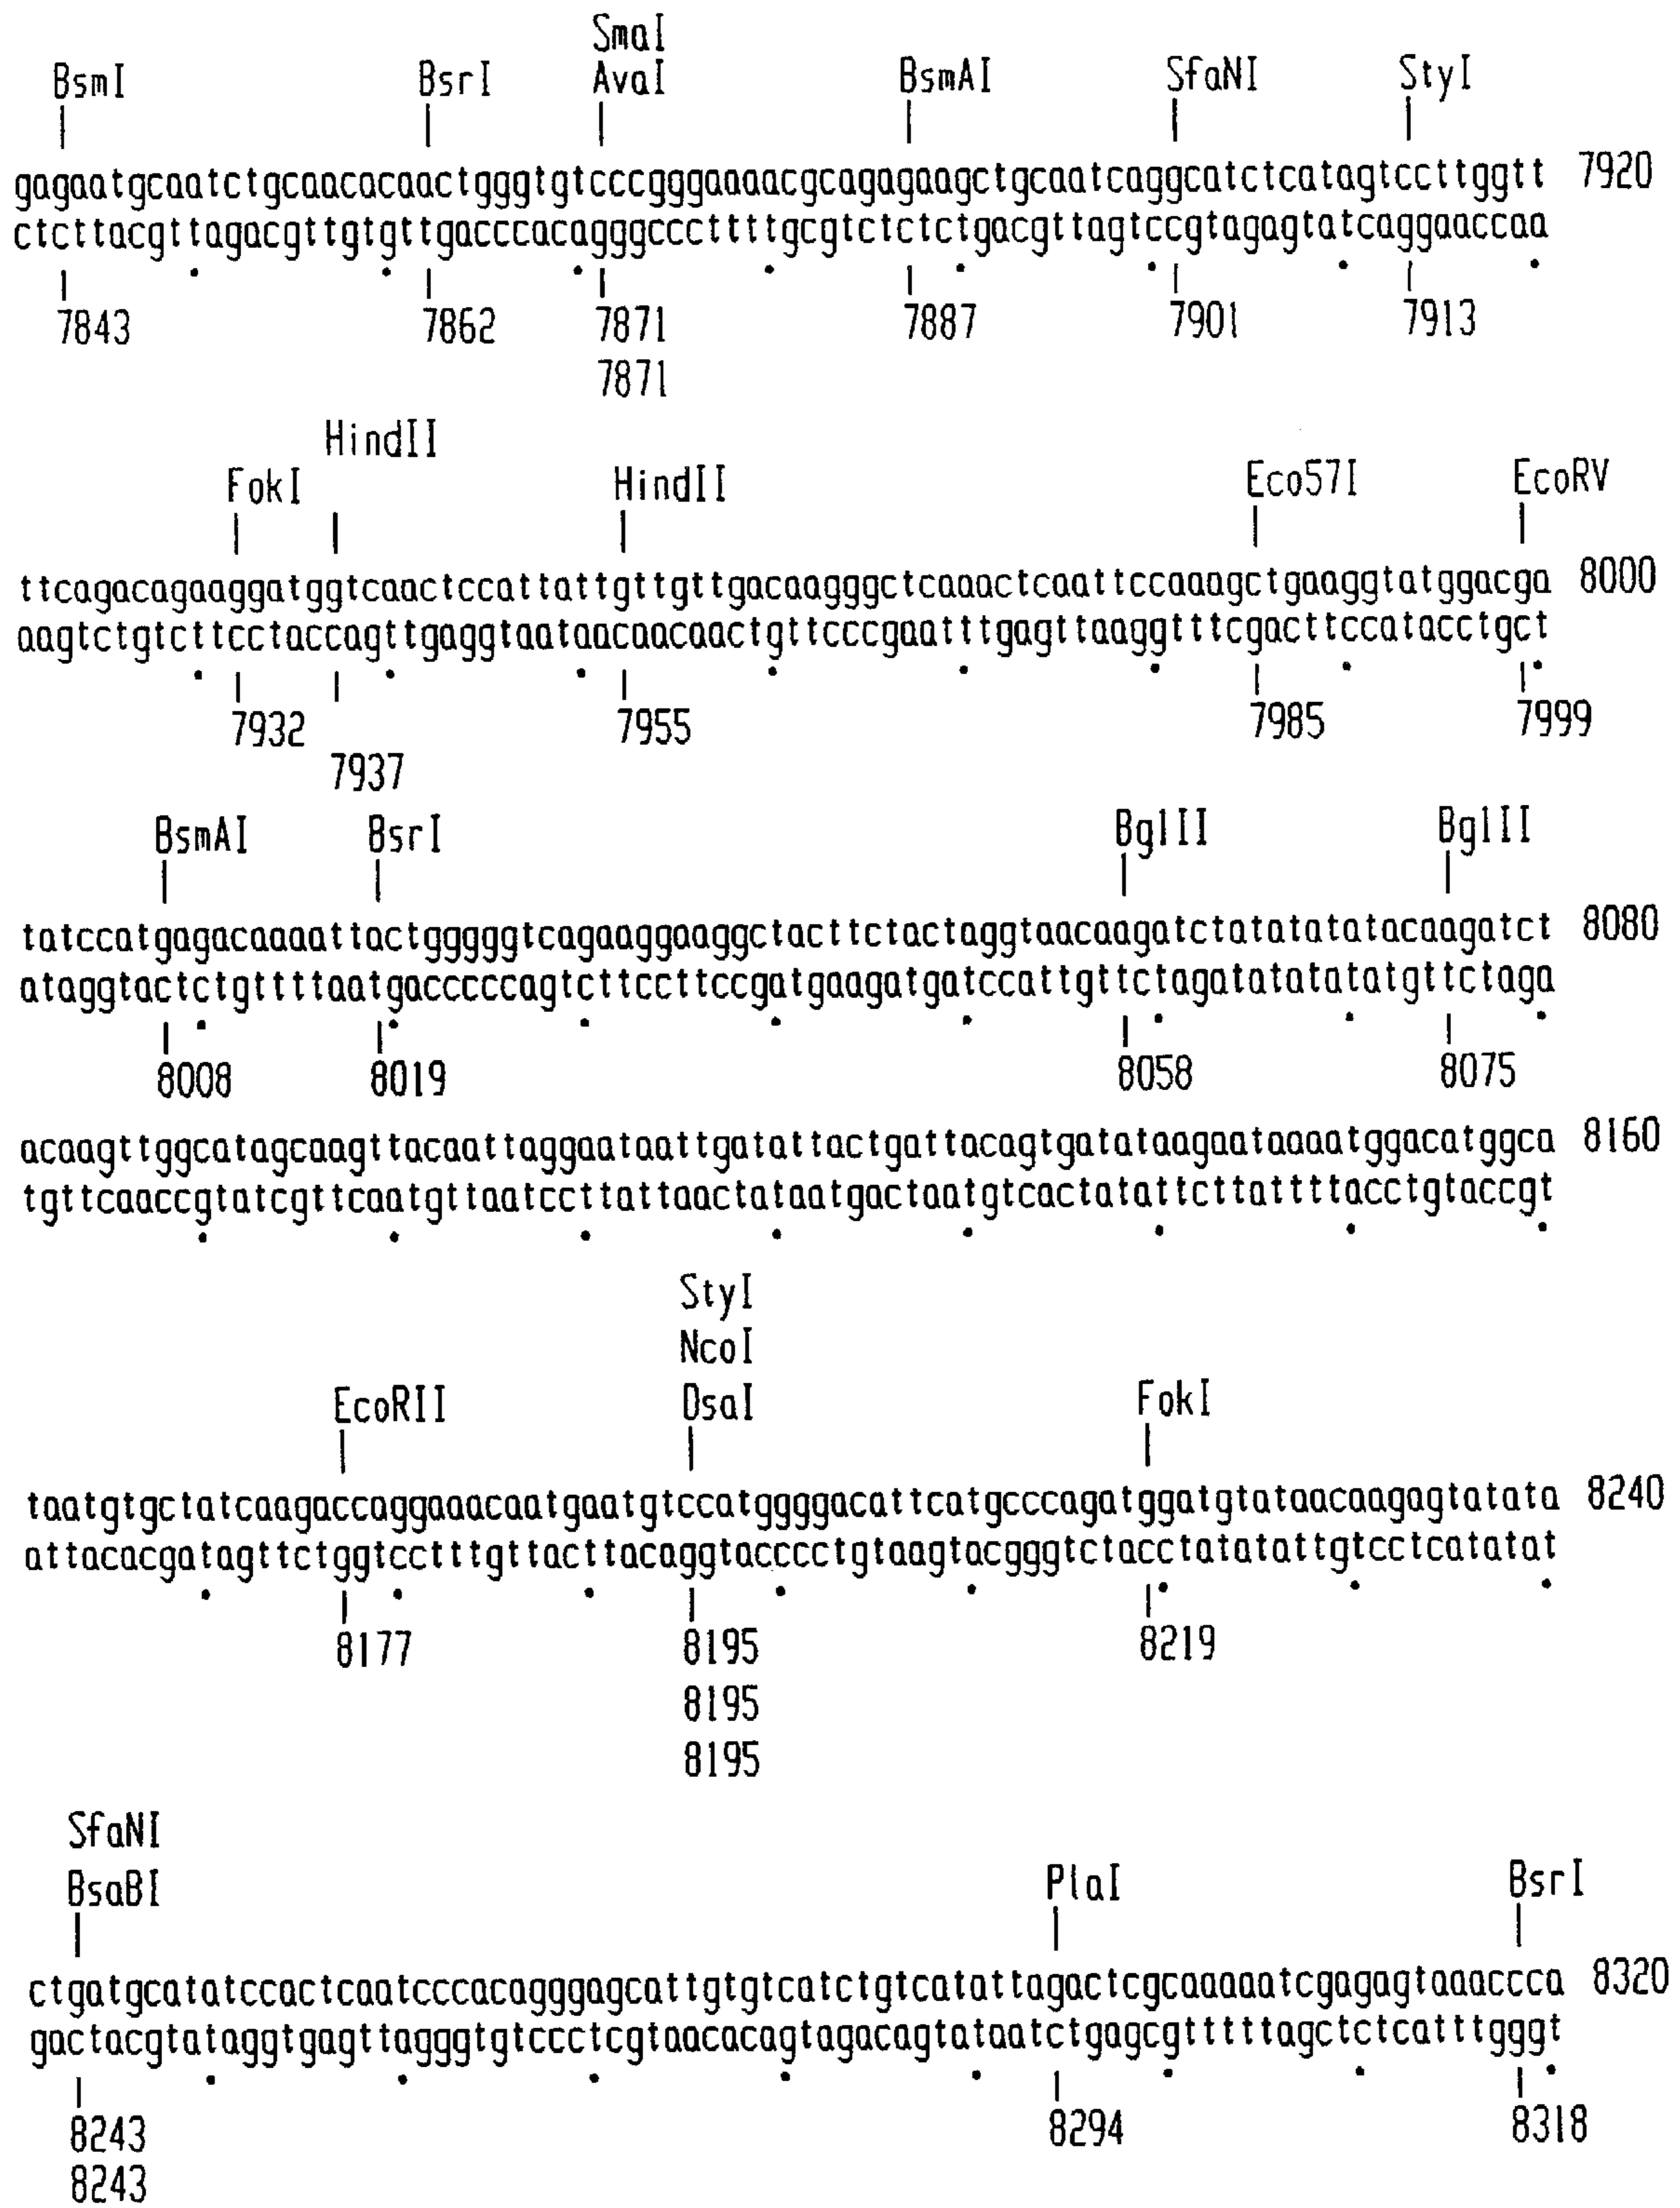 SmaI
BsmI BsrI AvaI BsmAI SfaNI StyI
gagaatgcaatctgcaacacaactgggtgtcccgggaaaacgcagagaagctgcaatcaggcatctcatagtccttggtt 7920
ctcttacgttagacgttgtgttgacccacagggcccttttgcgtctctctgacgttagtccgtagagtatcaggaaccaa
7843 7862 7871 7887 7901 7913
7871
HindII
FokI HindII Eco57I EcoRV
ttcagacagaaggatggtcaactccattattgttgttgacaagggctcaaactcaattccaaagctgaaggtatggacga 8000
aagtctgtcttcctaccagttgaggtaataacaacaactgttcccgaatttgagttaaggtttcgacttccatacctgct
7932 7955 7985 7999
7937
BsmAI BsrI BglII BglII
tatccatgagacaaaattactgggggtcagaaggaaggctacttctactaggtaacaagatctatatatatacaagatct 8080
ataggtactctgttttaatgacccccagtcttccttccgatgaagatgatccattgttctagatatatatatgttctaga
8008 8019 8058 8075
acaagttggcatagcaagttacaattaggaataattgatattactgattacagtgatataagaataaaatggacatggca 8160
tgttcaaccgtatcgttcaatgttaatccttattaactataatgactaatgtcactatattcttattttacctgtaccgt
StyI
NcoI
EcoRII DsaI FokI
taatgtgctatcaagaccaggaaacaatgaatgtccatggggacattcatgcccagatggatgtataacaagagtatata 8240
attacacgatagttctggtcctttgttacttacaggtacccctgtaagtacgggtctacctatatattgtcctcatatat
8177 8195 8219
8195
8195
SfaNI
BsaBI PlaI BsrI
ctgatgcatatccactcaatcccacagggagcattgtgtcatctgtcatattagactcgcaaaaatcgagagtaaaccca 8320
gactacgtataggtgagttagggtgtccctcgtaacacagtagacagtataatctgagcgtttttagctctcatttgggt
8243 8294 8318
8243